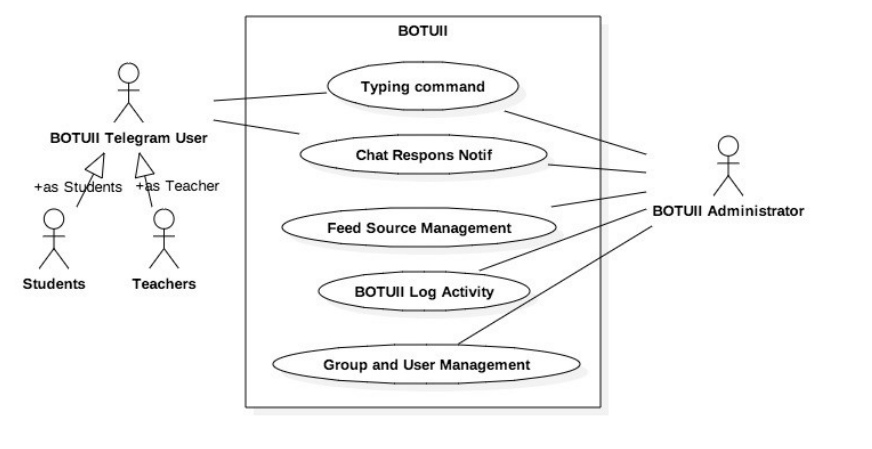 BOTUII
Typing command
BOTUII Telegram User
Chat Respons Notif
+as Students
+as Teacher
BOTUII Administrator
Feed Source Management
Students
Teachers
BOTUII Log Activity
Group and User Management